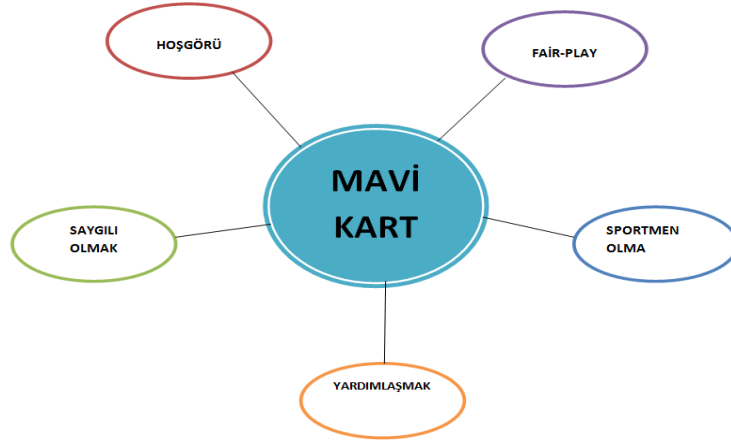 HOŞGÖRÜ
FAİR-PLAY
MAVİ
KART
SAYGILI
OLMAK
SPORTMEN
OLMA
YARDIMLAŞMAK